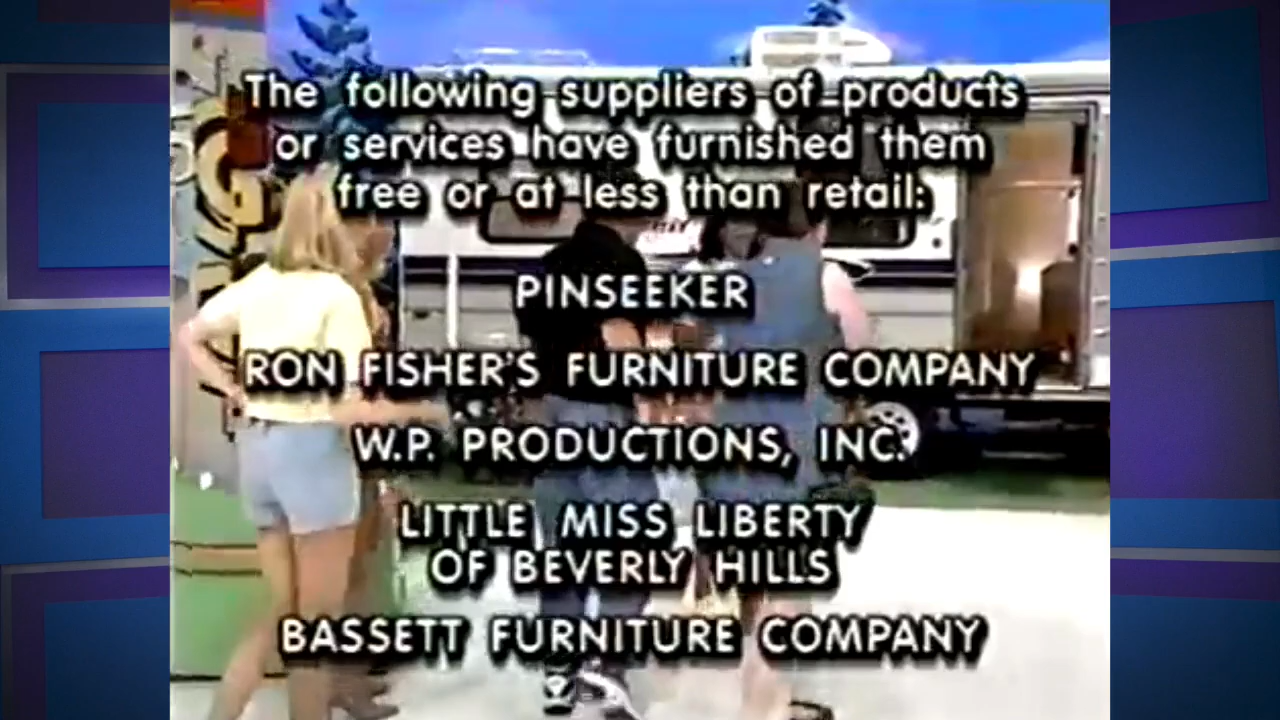 The following suppliers of products
or services have furnished them
free or at less than retail:
PINSEEKER
RON FISHER'S FURNITURE COMPANY
W.P. PRODUCTIONS, INC.
LITTLE MISS LIBERTY
OF BEVERLY HILLS
BASSETT FURNITURE COMPANY